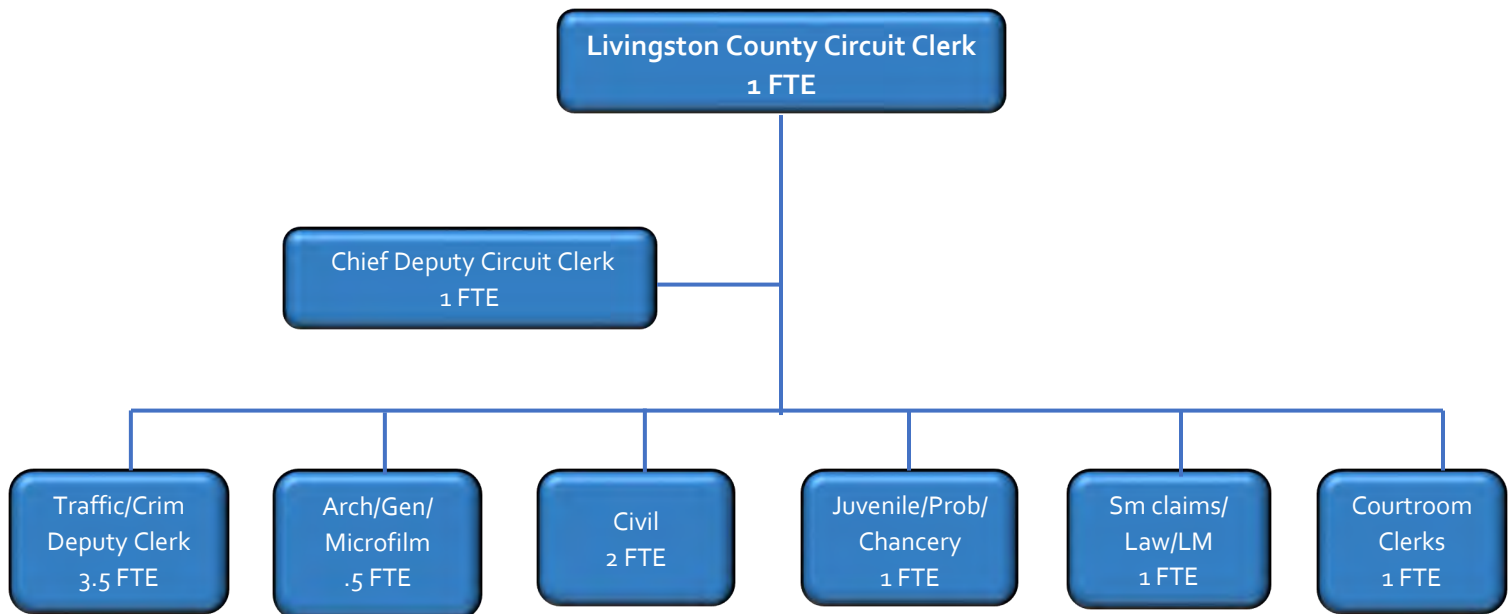 Livingston County Circuit Clerk
1 FTE
Chief Deputy Circuit Clerk
1 FTE
Traffic/Crim
Deputy Clerk
3.5 FTE
Arch/Gen/
Microfilm
.5 FTE
Civil
2 FTE
Juvenile/Prob/
Chancery
1 FTE
Sm claims/
Law/LM
1 FTE
Courtroom
Clerks
1 FTE